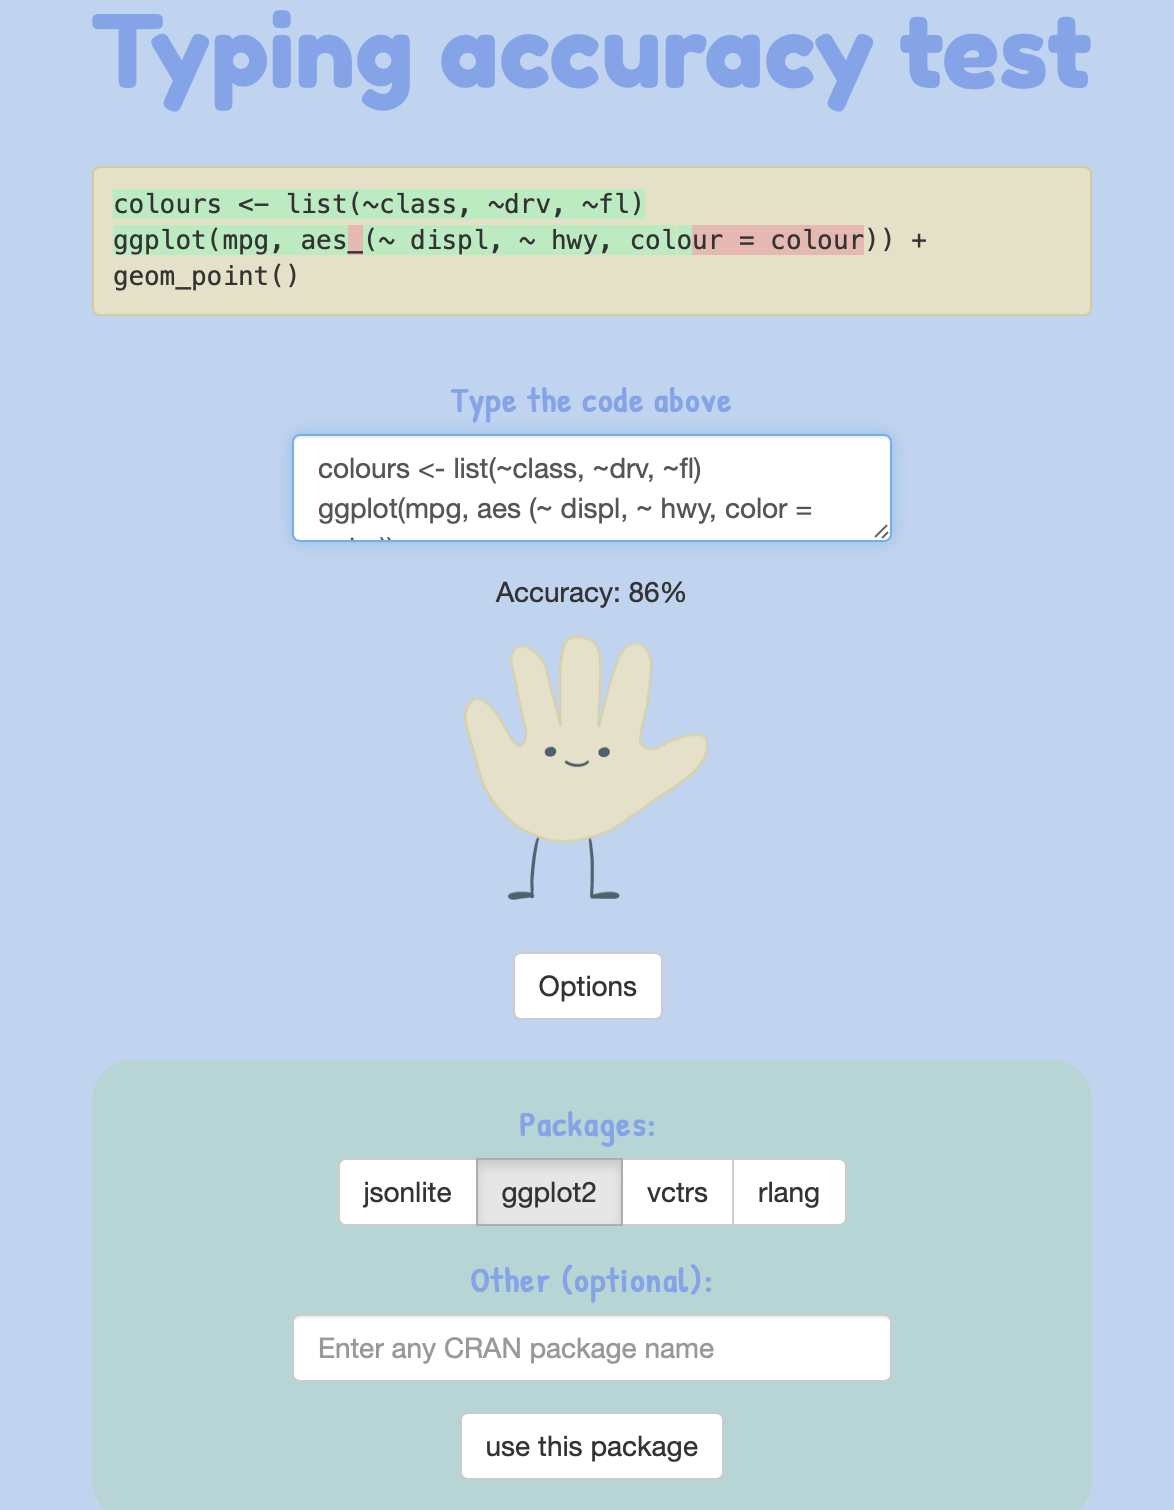 Typing accuracy test
colours <- list(~class, ~drv, ~fl)
ggplot(mpg, aes_(~ displ, ~ hwy, colour = colour)) +
geom_point()
Type the code above
colours <- list(~class, ~drv, ~fl)
ggplot(mpg, aes (~ displ, ~ hwy, color =
Accuracy: 86%
Options
Packages:
jsonlite ggplot2 vctrs rlang
Other (optional):
Enter any CRAN package name
use this package